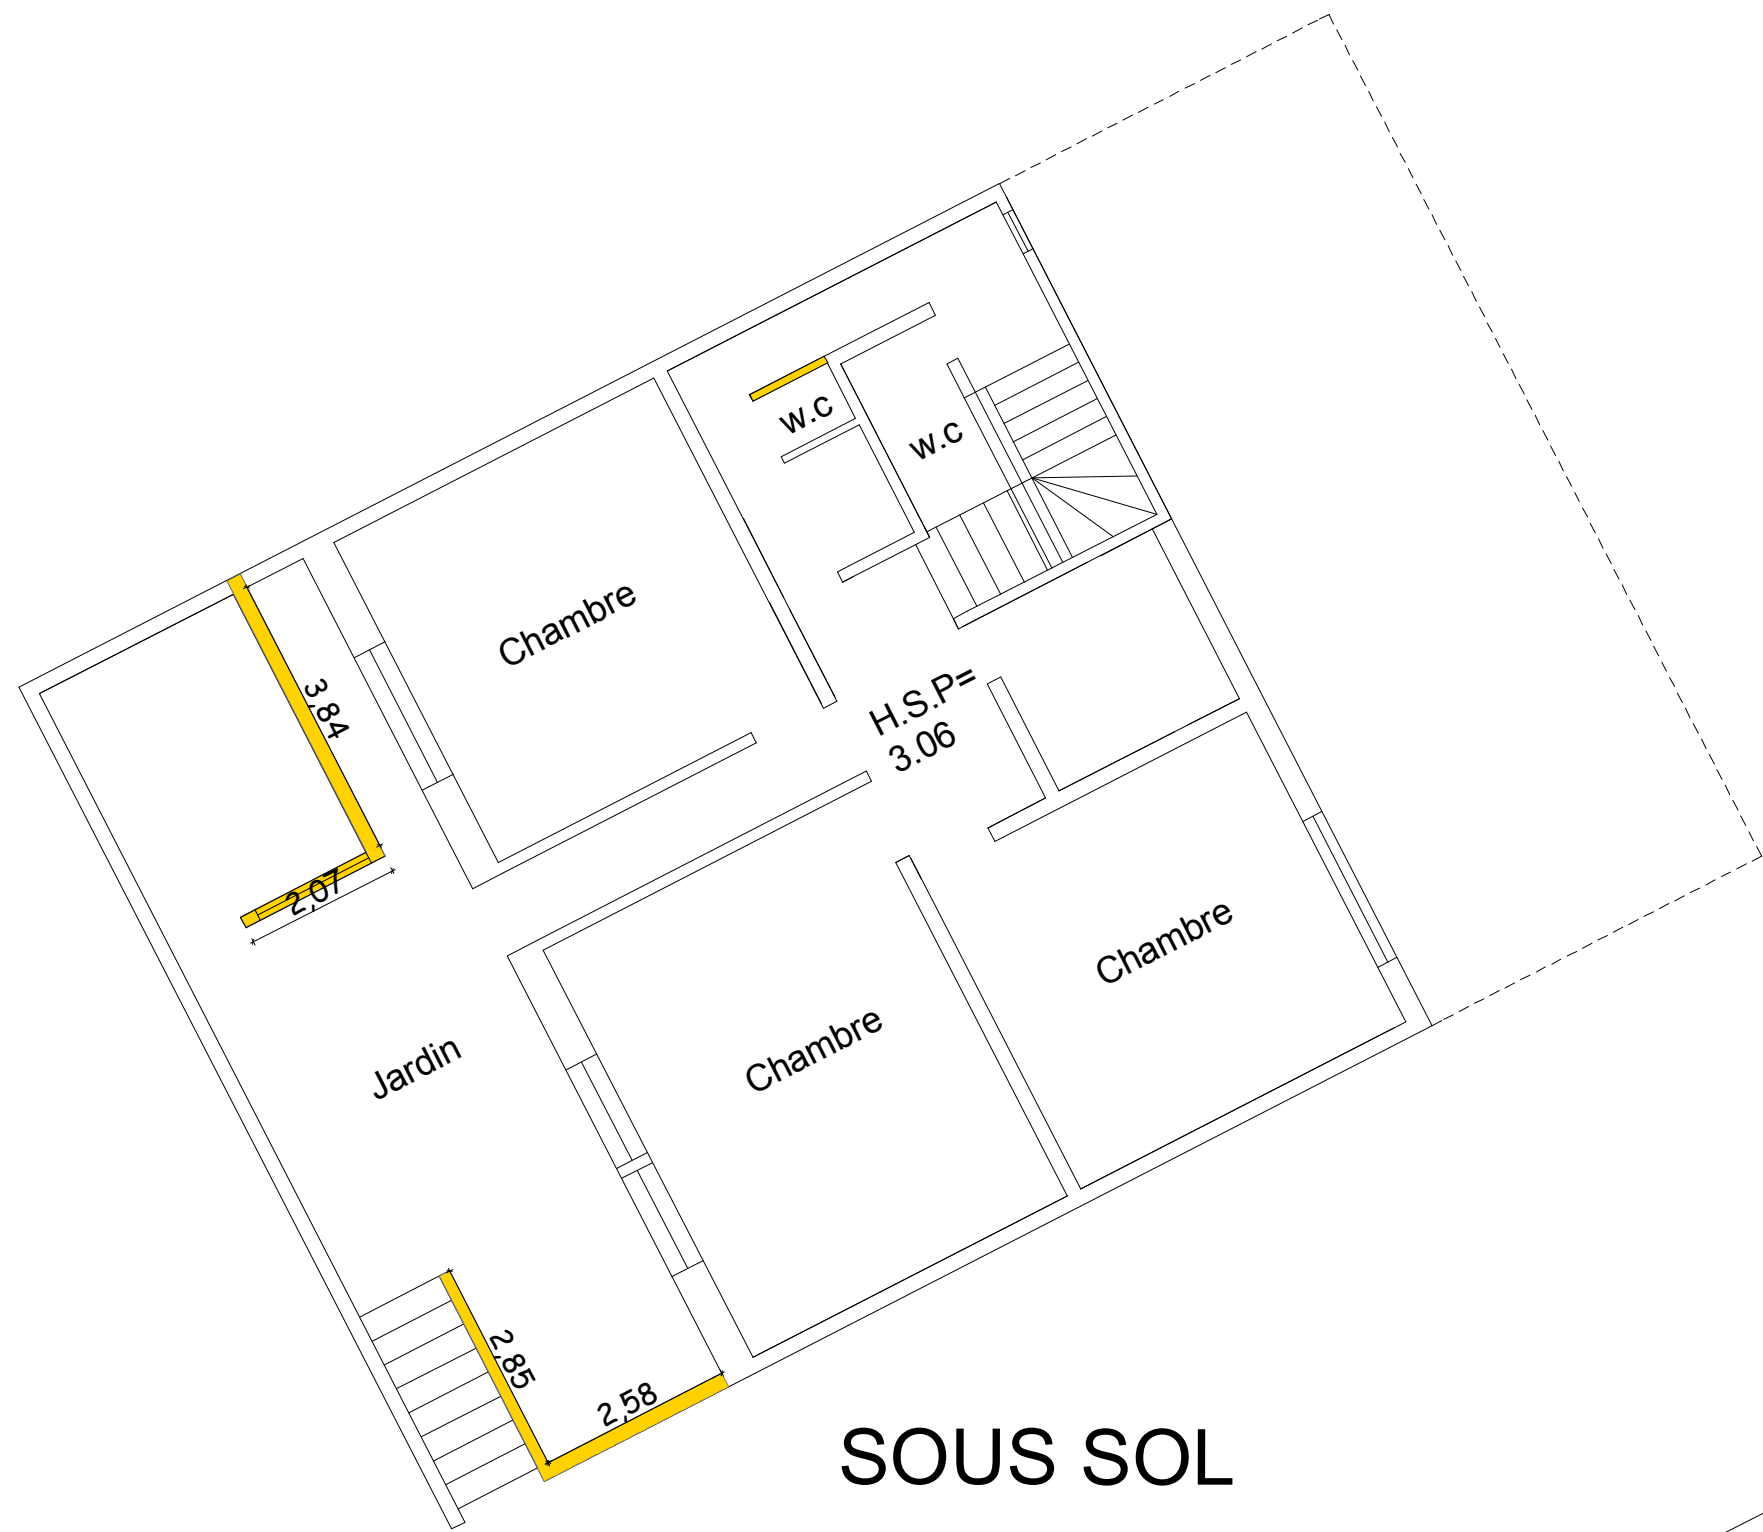 w.c
w.c
Chambre
3,84
H.S.P=
3.06
2,07
Chambre
Chambre
Jardin
2,85
2,58
SOUS SOL